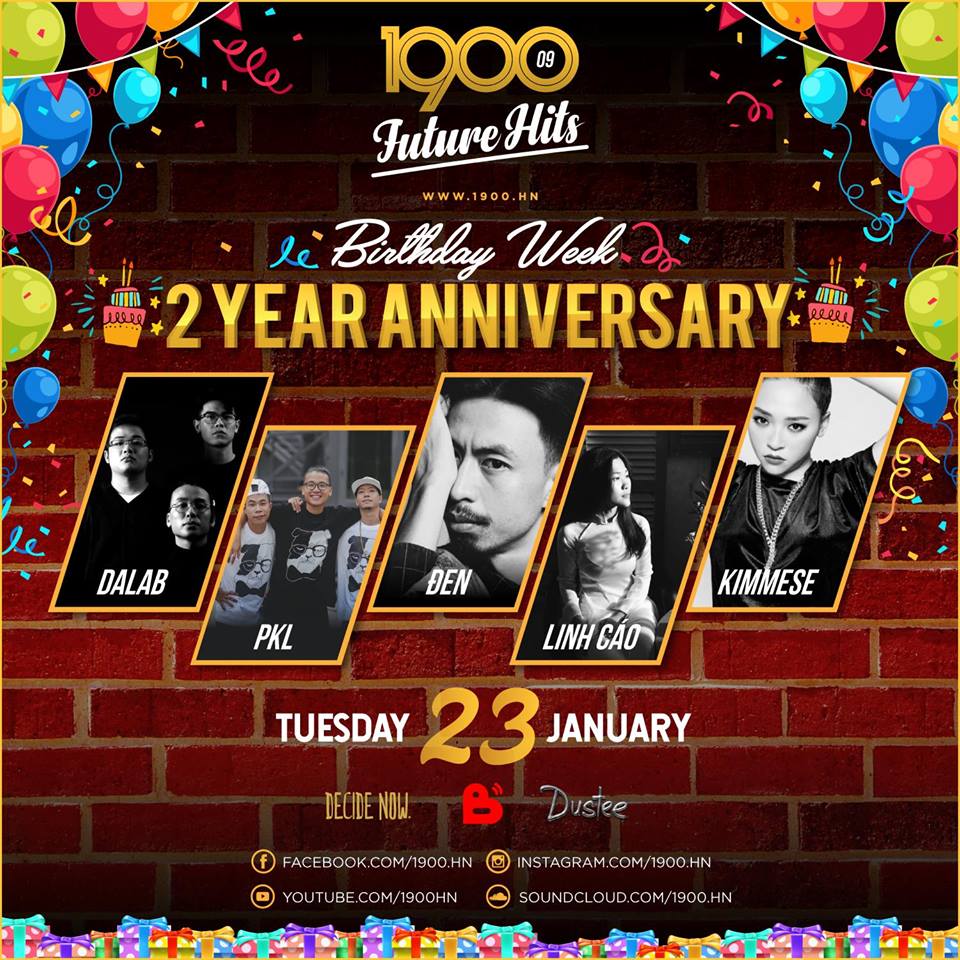 1900
09
Future Hits
WWW.1900.HN
Birthday Week
2 YEAR ANNIVERSARY
DALAB
PKL
ĐEN
LINH CÁO
KIMMESE
TUESDAY 23 JANUARY
DECIDE NOW.
B
Dustee
FACEBOOK.COM/1900.HN
INSTAGRAM.COM/1900.HN
YOUTUBE.COM/1900HN
SOUNDCLOUD.COM/1900.HN